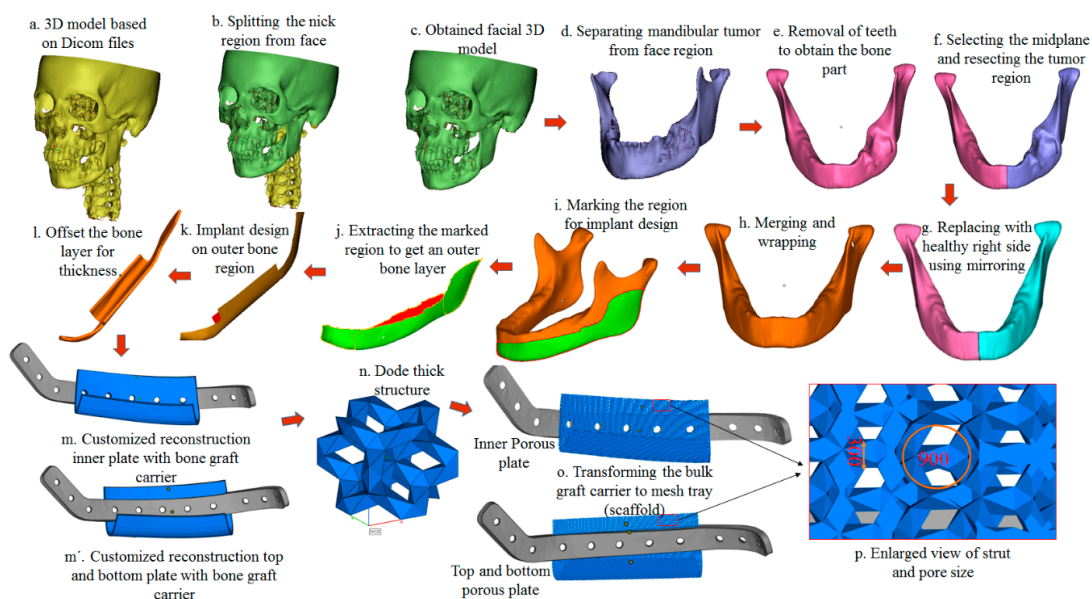 a. 3D model based
on Dicom files
b. Splitting the nick
region from face
c. Obtained facial 3D
model
d. Separating mandibular tumor
from face region
e. Removal of teeth
to obtain the bone
part
f. Selecting the midplane
and resecting the tumor
region
l. Offset the bone
layer for
thickness
k. Implant design
on outer bone
region
j. Extracting the marked
region to get an outer
bone layer
i. Marking the region
for implant design
h. Merging and
wrapping
g. Replacing with
healthy right side
using mirroring
m. Customized reconstruction
inner plate with bone graft
carrier
n. Dode thick
structure
Inner Porous
plate
o. Transforming the bulk
graft carrier to mesh tray
(scaffold)
300
900
m´. Customized reconstruction top
and bottom plate with bone graft
carrier
Top and bottom
porous plate
p. Enlarged view of strut
and pore size